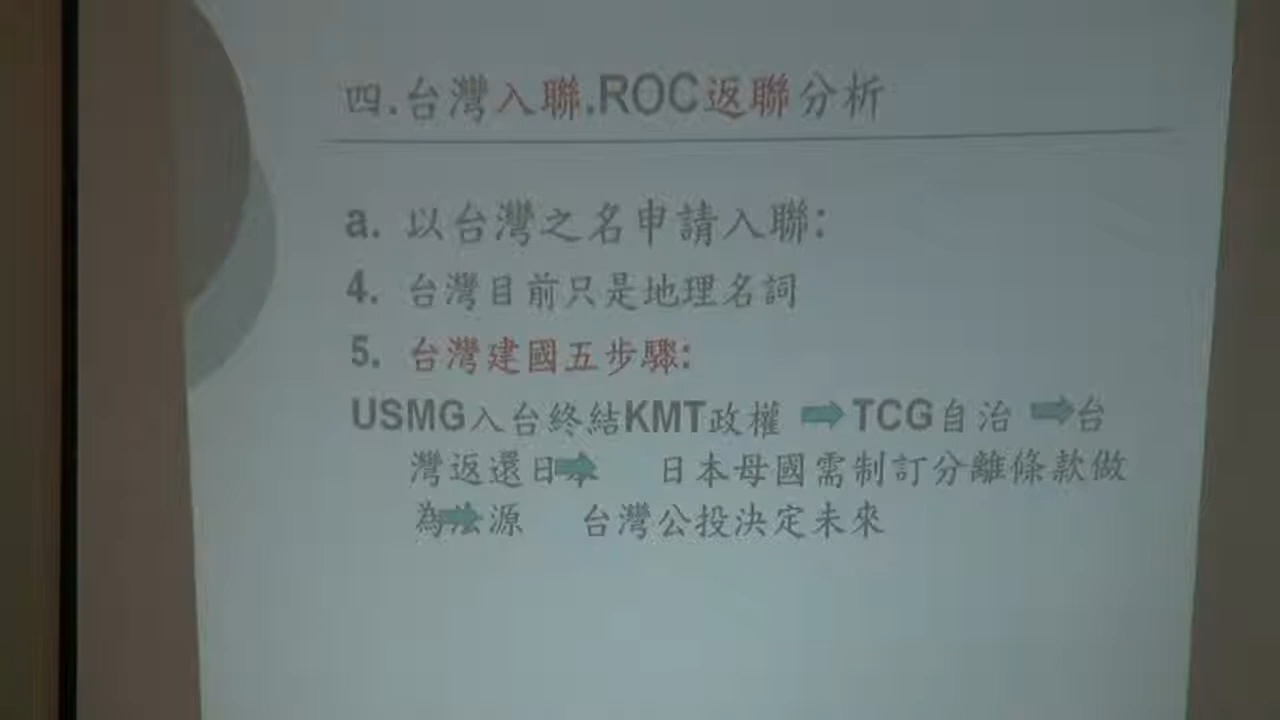 四.台灣入聯.ROC返聯分析
a. 以台灣之名申請入聯:
4. 台灣目前只是地理名詞
5. 台灣建國五步驟:
USMG入台終結KMT政權 ➡ TCG自治 ➡台
灣返還日本➡ 日本母國需制訂分離條款做
為法源 ➡ 台灣公投決定未來